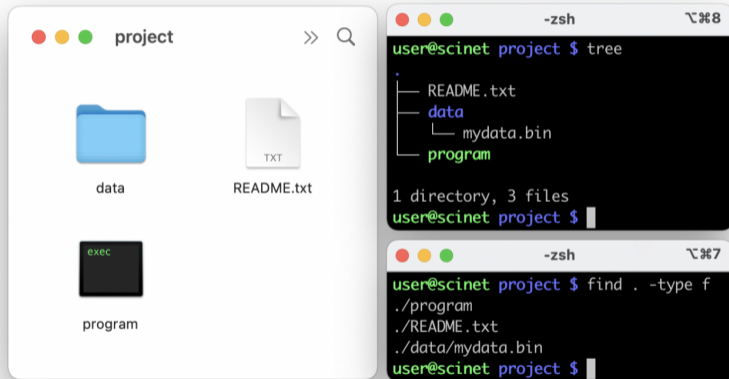 project
data
TXT
README.txt
exec
program
-zsh
⌥⌘8
user@scinet project $ tree
.
├── README.txt
├── data
│   └── mydata.bin
└── program
1 directory, 3 files
user@scinet project $
-zsh
⌥⌘7
user@scinet project $ find . -type f
./program
./README.txt
./data/mydata.bin
user@scinet project $